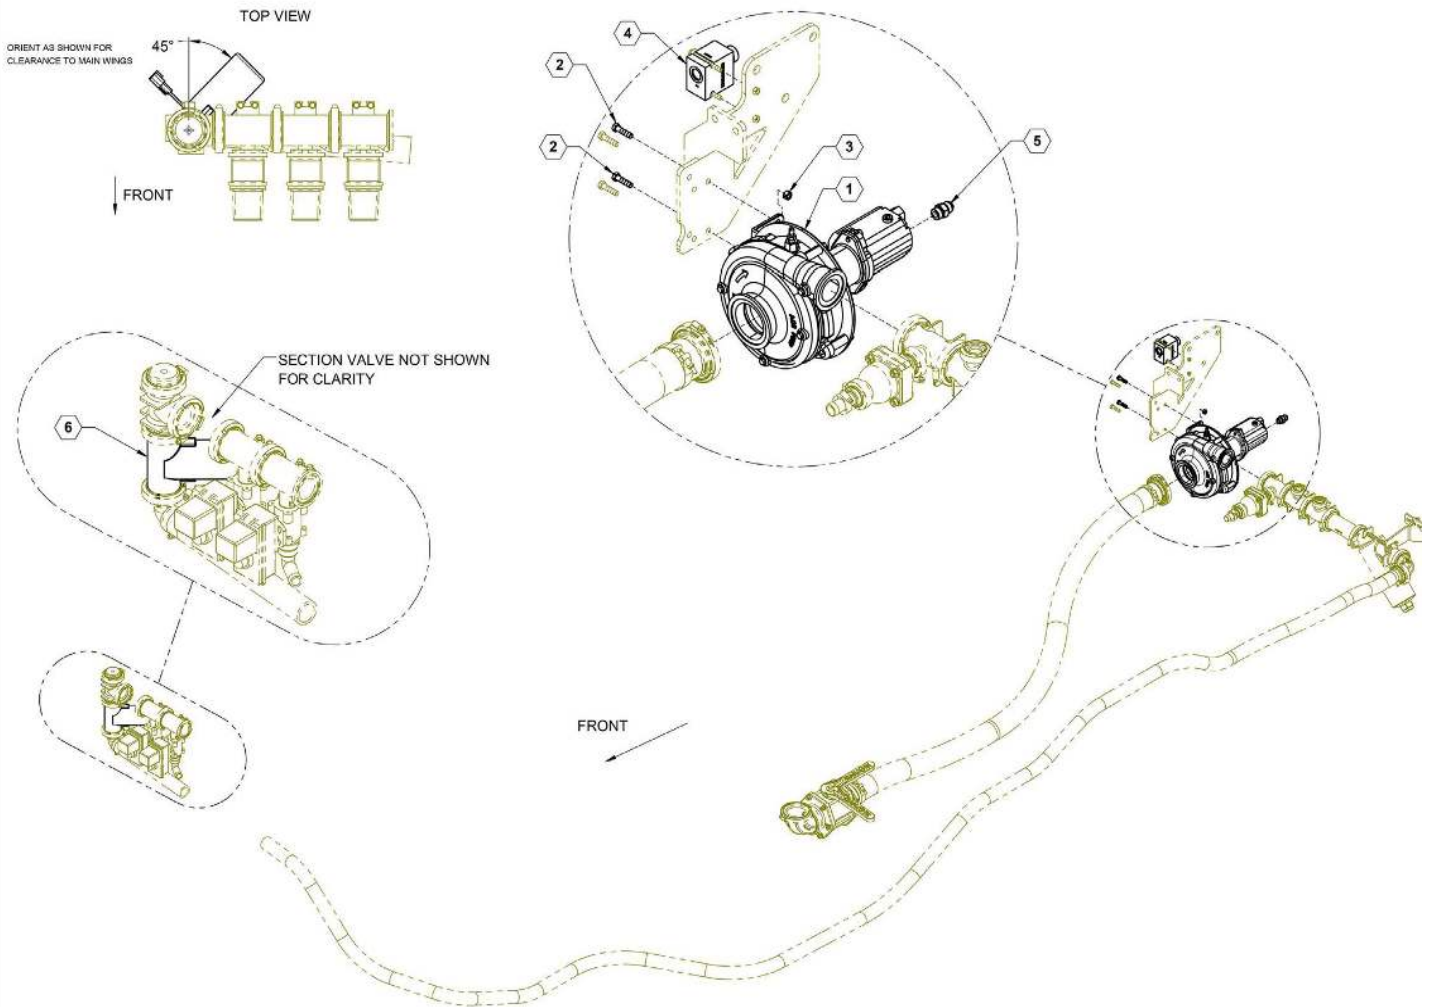 TOP VIEW
ORIENT AS SHOWN FOR
CLEARANCE TO MAIN WINGS
45°
FRONT
4
2
2
3
1
5
SECTION VALVE NOT SHOWN
FOR CLARITY
6
FRONT